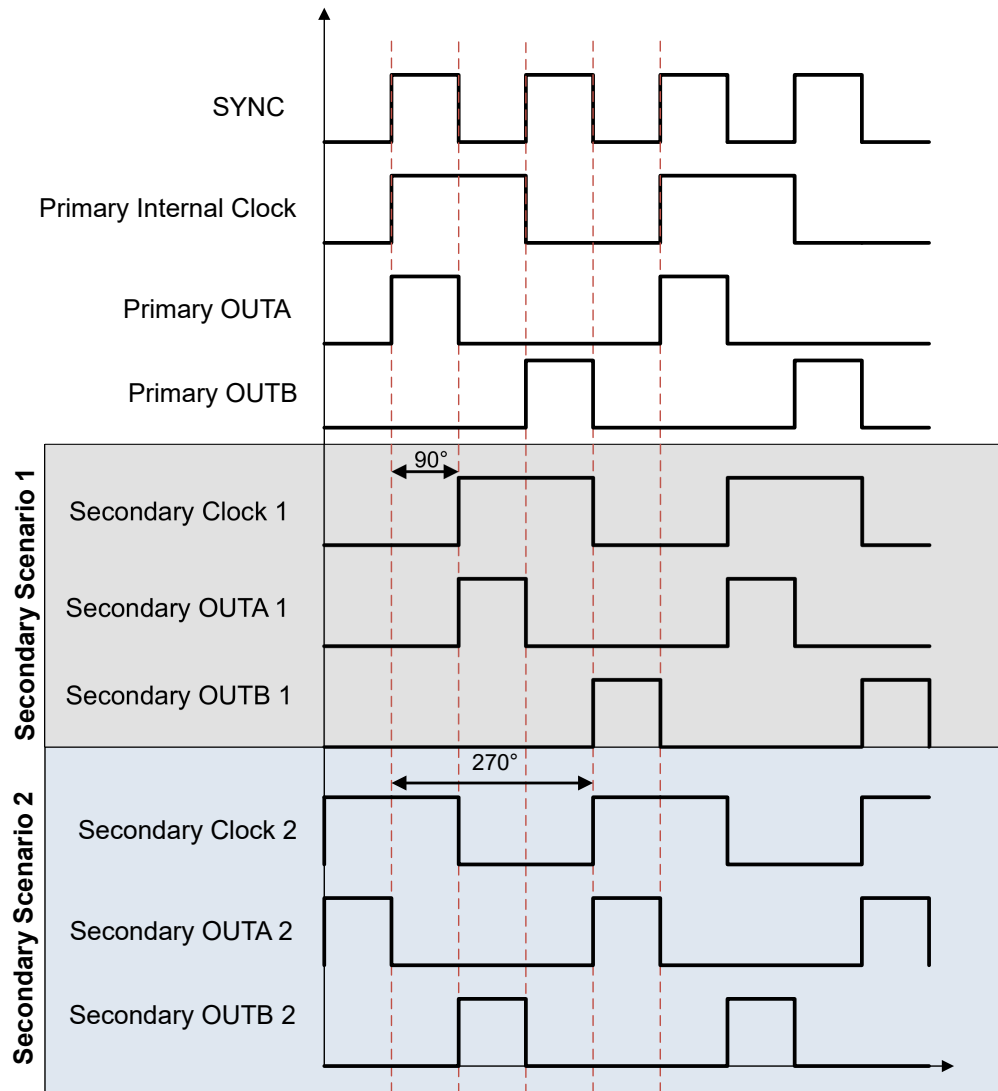 SYNC
Primary Internal Clock
Primary OUTA
Primary OUTB
Secondary Scenario 1
90°
Secondary Clock 1
Secondary OUTA 1
Secondary OUTB 1
Secondary Scenario 2
270°
Secondary Clock 2
Secondary OUTA 2
Secondary OUTB 2